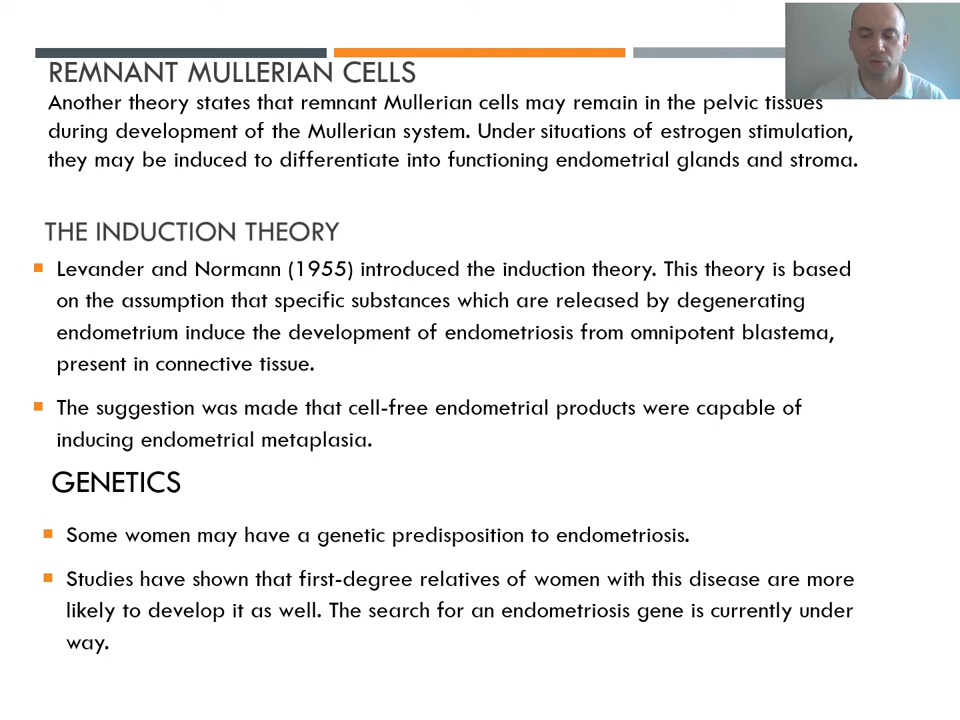 REMNANT MULLERIAN CELLS
Another theory states that remnant Mullerian cells may remain in the pelvic tissues
during development of the Mullerian system. Under situations of estrogen stimulation,
they may be induced to differentiate into functioning endometrial glands and stroma.
THE INDUCTION THEORY
Levander and Normann (1955) introduced the induction theory. This theory is based
on the assumption that specific substances which are released by degenerating
endometrium induce the development of endometriosis from omnipotent blastema,
present in connective tissue.
The suggestion was made that cell-free endometrial products were capable of
inducing endometrial metaplasia.
GENETICS
Some women may have a genetic predisposition to endometriosis.
Studies have shown that first-degree relatives of women with this disease are more
likely to develop it as well. The search for an endometriosis gene is currently under
way.